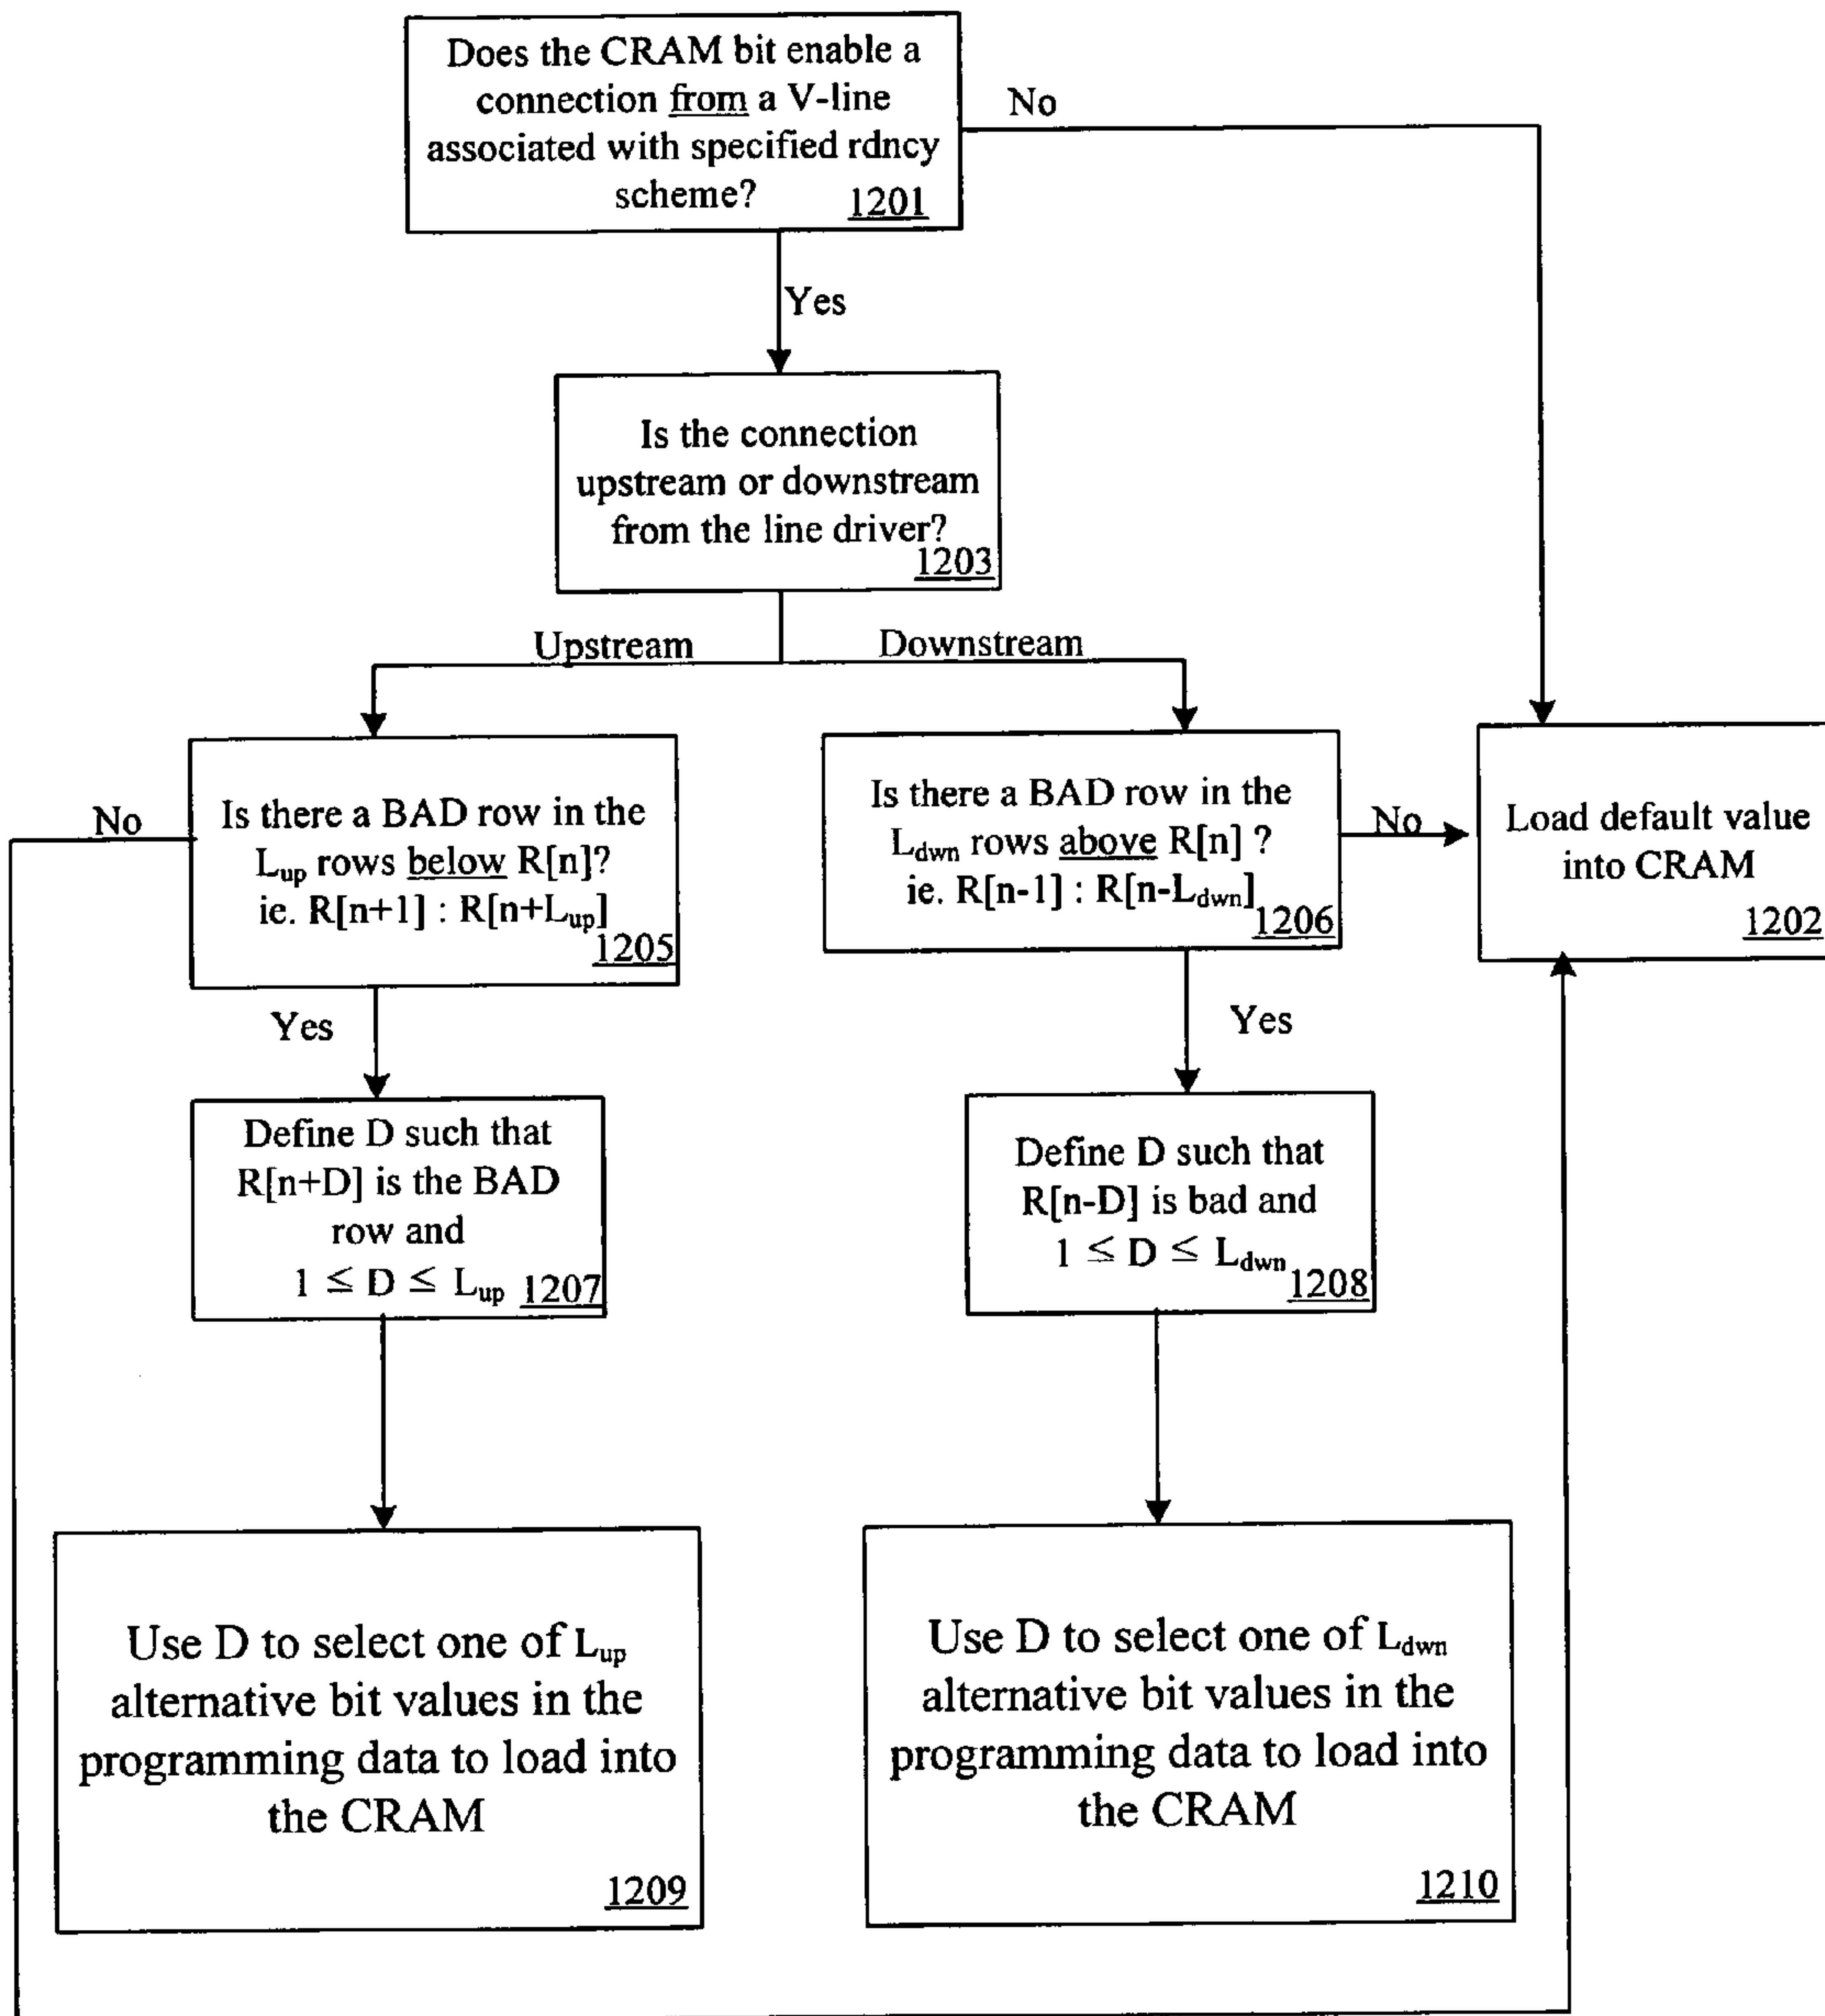 Does the CRAM bit enable a
connection from a V-line
associated with specified rdncy
scheme?
1201
No
Yes
Is the connection
upstream or downstream
from the line driver?
1203
Upstream
Downstream
No
Is there a BAD row in the
Lup rows below R[n]?
ie. R[n+1] : R[n+Lup]
1205
Is there a BAD row in the
Ldwn rows above R[n] ?
ie. R[n-1] : R[n-Ldwn]
1206
No
Load default value
into CRAM
1202
Yes
Yes
Define D such that
R[n+D] is the BAD
row and
1 ≤ D ≤ Lup
1207
Define D such that
R[n-D] is bad and
1 ≤ D ≤ Ldwn
1208
Use D to select one of Lup
alternative bit values in the
programming data to load into
the CRAM
1209
Use D to select one of Ldwn
alternative bit values in the
programming data to load into
the CRAM
1210